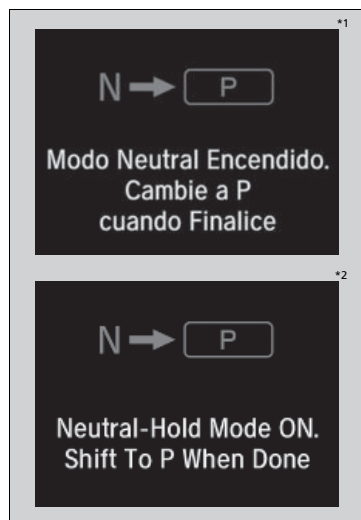 *1
N → P
Modo Neutral Encendido.
Cambie a P
cuando Finalice
*2
N → P
Neutral-Hold Mode ON.
Shift To P When Done